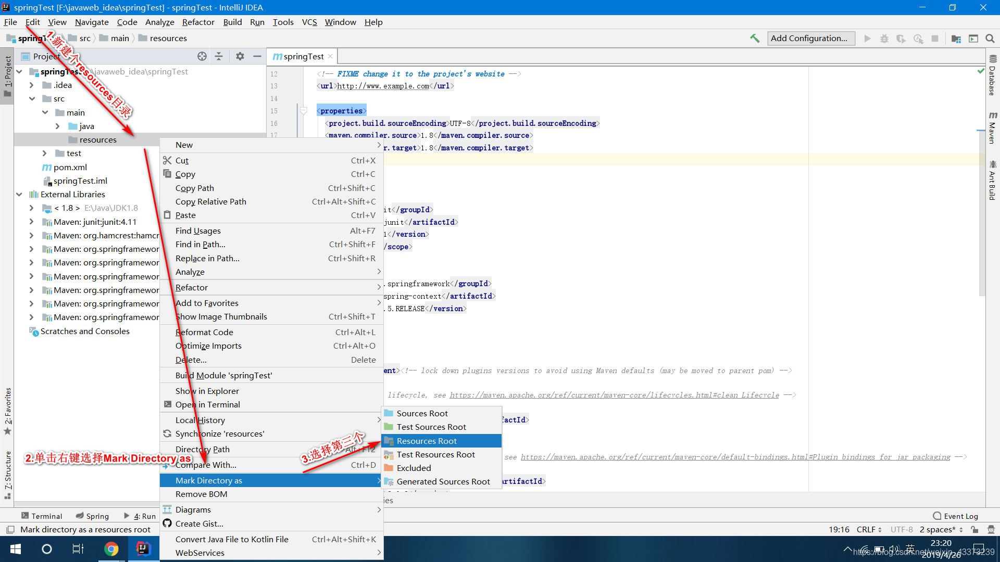 springTest [F:\javaweb_idea\springTest] - springTest - IntelliJ IDEA
File Edit View Navigate Code Analyze Refactor Build Run Tools VCS Window Help
src main resources
Add Configuration...
1.新建个resources目录
Project
springTest
1: Project
\javaweb_idea\springTest
.idea
src
main
java
resources
test
pom.xml
springTest.iml
External Libraries
< 1.8 > E:\Java\JDK1.8
Maven: junit:junit:4.11
Maven: org.hamcrest:hamcr
Maven: org.springframewor
Maven: org.springframewor
Maven: org.springframewor
Maven: org.springframewor
Maven: org.springframewor
Maven: org.springframewor
Scratches and Consoles
2: Favorites
7: Structure
12 <!-- FIXME change it to the project's website -->
13 <url>http://www.example.com</url>
14
15 <properties>
16 <project.build.sourceEncoding>UTF-8</project.build.sourceEncoding>
17 <maven.compiler.source>1.8</maven.compiler.source>
r.target>1.8</maven.compiler.target>
it</groupId>
junit</artifactId>
1</version>
/scope>
.springframework</groupId>
spring-context</artifactId>
.5.RELEASE</version>
ent><!-- lock down plugins versions to avoid using Maven defaults (may be moved to parent pom) -->
lifecycle, see https://maven.apache.org/ref/current/maven-core/lifecycles.html#clean_Lifecycle -->
factId>
see https://maven.apache.org/ref/current/maven-core/default-bindings.html#Plugin_bindings_for_jar_packaging -->
artifactId>
ies
Database
Maven
Ant Build
New
Cut Ctrl+X
Copy Ctrl+C
Copy Path Ctrl+Shift+C
Copy Relative Path Ctrl+Alt+Shift+C
Paste Ctrl+V
Find Usages Alt+F7
Find in Path... Ctrl+Shift+F
Replace in Path... Ctrl+Shift+R
Analyze
Refactor
Add to Favorites
Show Image Thumbnails Ctrl+Shift+T
Reformat Code Ctrl+Alt+L
Optimize Imports Ctrl+Alt+O
Delete... Delete
Build Module 'springTest'
Show in Explorer
Open in Terminal
Local History
Synchronize 'resources'
Directory Path Alt+F12
Compare With... Ctrl+D
Mark Directory as
Remove BOM
Diagrams
Create Gist...
Convert Java File to Kotlin File Ctrl+Alt+Shift+K
WebServices
2.单击右键选择Mark Directory as
3.选择第三个
Sources Root
Test Sources Root
Resources Root
Test Resources Root
Excluded
Generated Sources Root
Terminal Spring 4: Run
Event Log
Mark directory as a resources root
19:16 CRLF UTF-8 2 spaces*
英
23:20
2019/4/26
https://blog.csdn.net/weixin_43373239